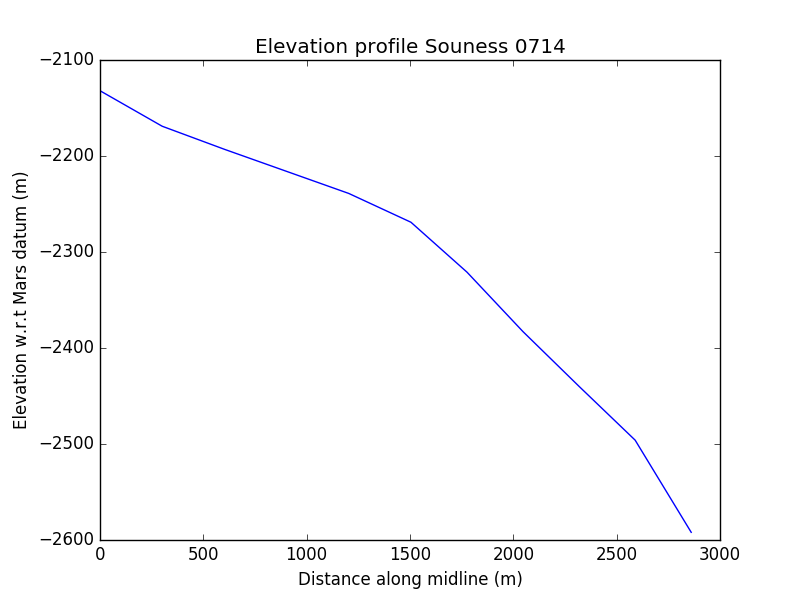 Elevation profile Souness 0714
−2100
−2200
−2300
−2400
−2500
−2600
Elevation w.r.t Mars datum (m)
0 500 1000 1500 2000 2500 3000
Distance along midline (m)